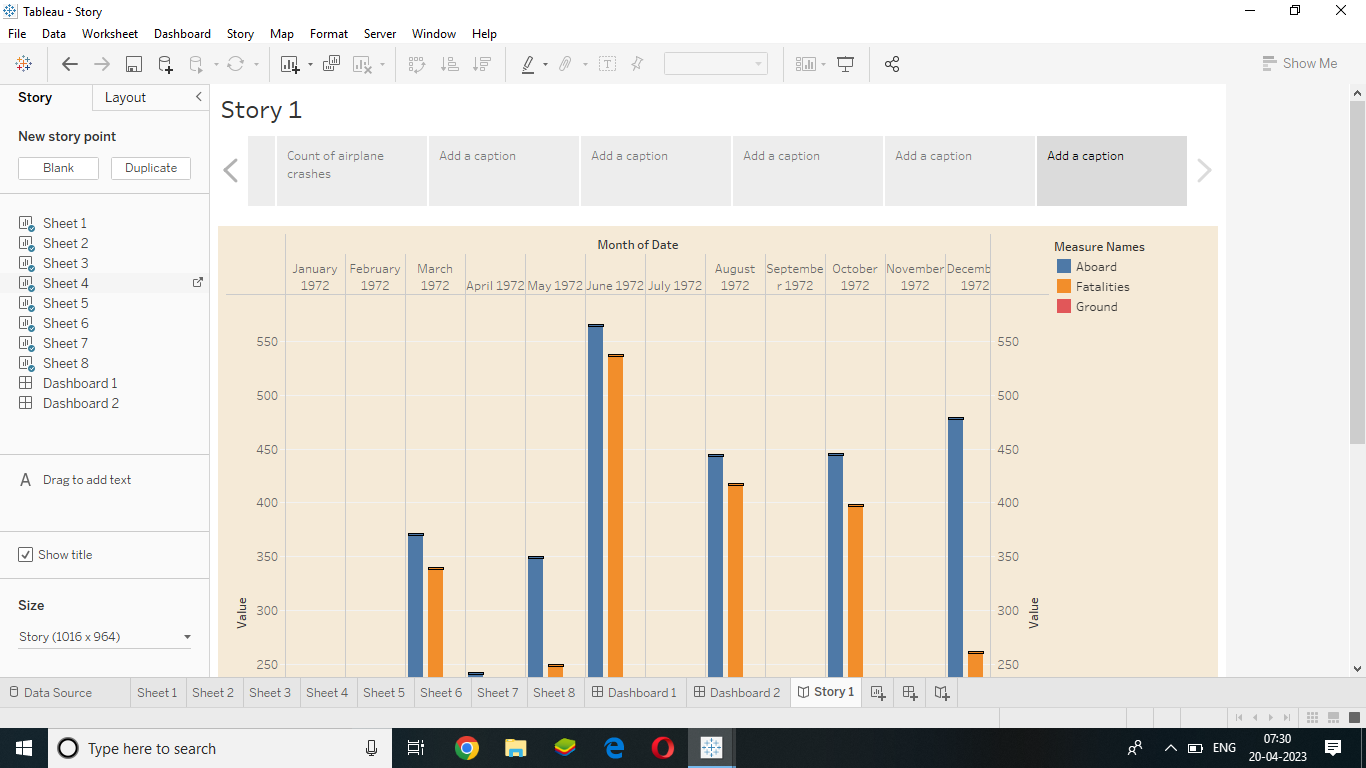 Tableau - Story
File Data Worksheet Dashboard Story Map Format Server Window Help
Show Me
Story Layout
New story point
Blank Duplicate
Sheet 1
Sheet 2
Sheet 3
Sheet 4
Sheet 5
Sheet 6
Sheet 7
Sheet 8
Dashboard 1
Dashboard 2
A Drag to add text
Show title
Size
Story (1016 x 964)
Story 1
Count of airplane
crashes
Add a caption
Add a caption
Add a caption
Add a caption
Add a caption
Month of Date
January
1972
February
1972
March
1972
April 1972
May 1972
June 1972
July 1972
August
1972
Septembe
r 1972
October
1972
November
1972
Decemb
1972
Measure Names
Aboard
Fatalities
Ground
550 550
500 500
450 450
400 400
350 350
300 300
250 250
Value Value
Data Source Sheet 1 Sheet 2 Sheet 3 Sheet 4 Sheet 5 Sheet 6 Sheet 7 Sheet 8 Dashboard 1 Dashboard 2 Story 1
Type here to search
ENG
07:30
20-04-2023